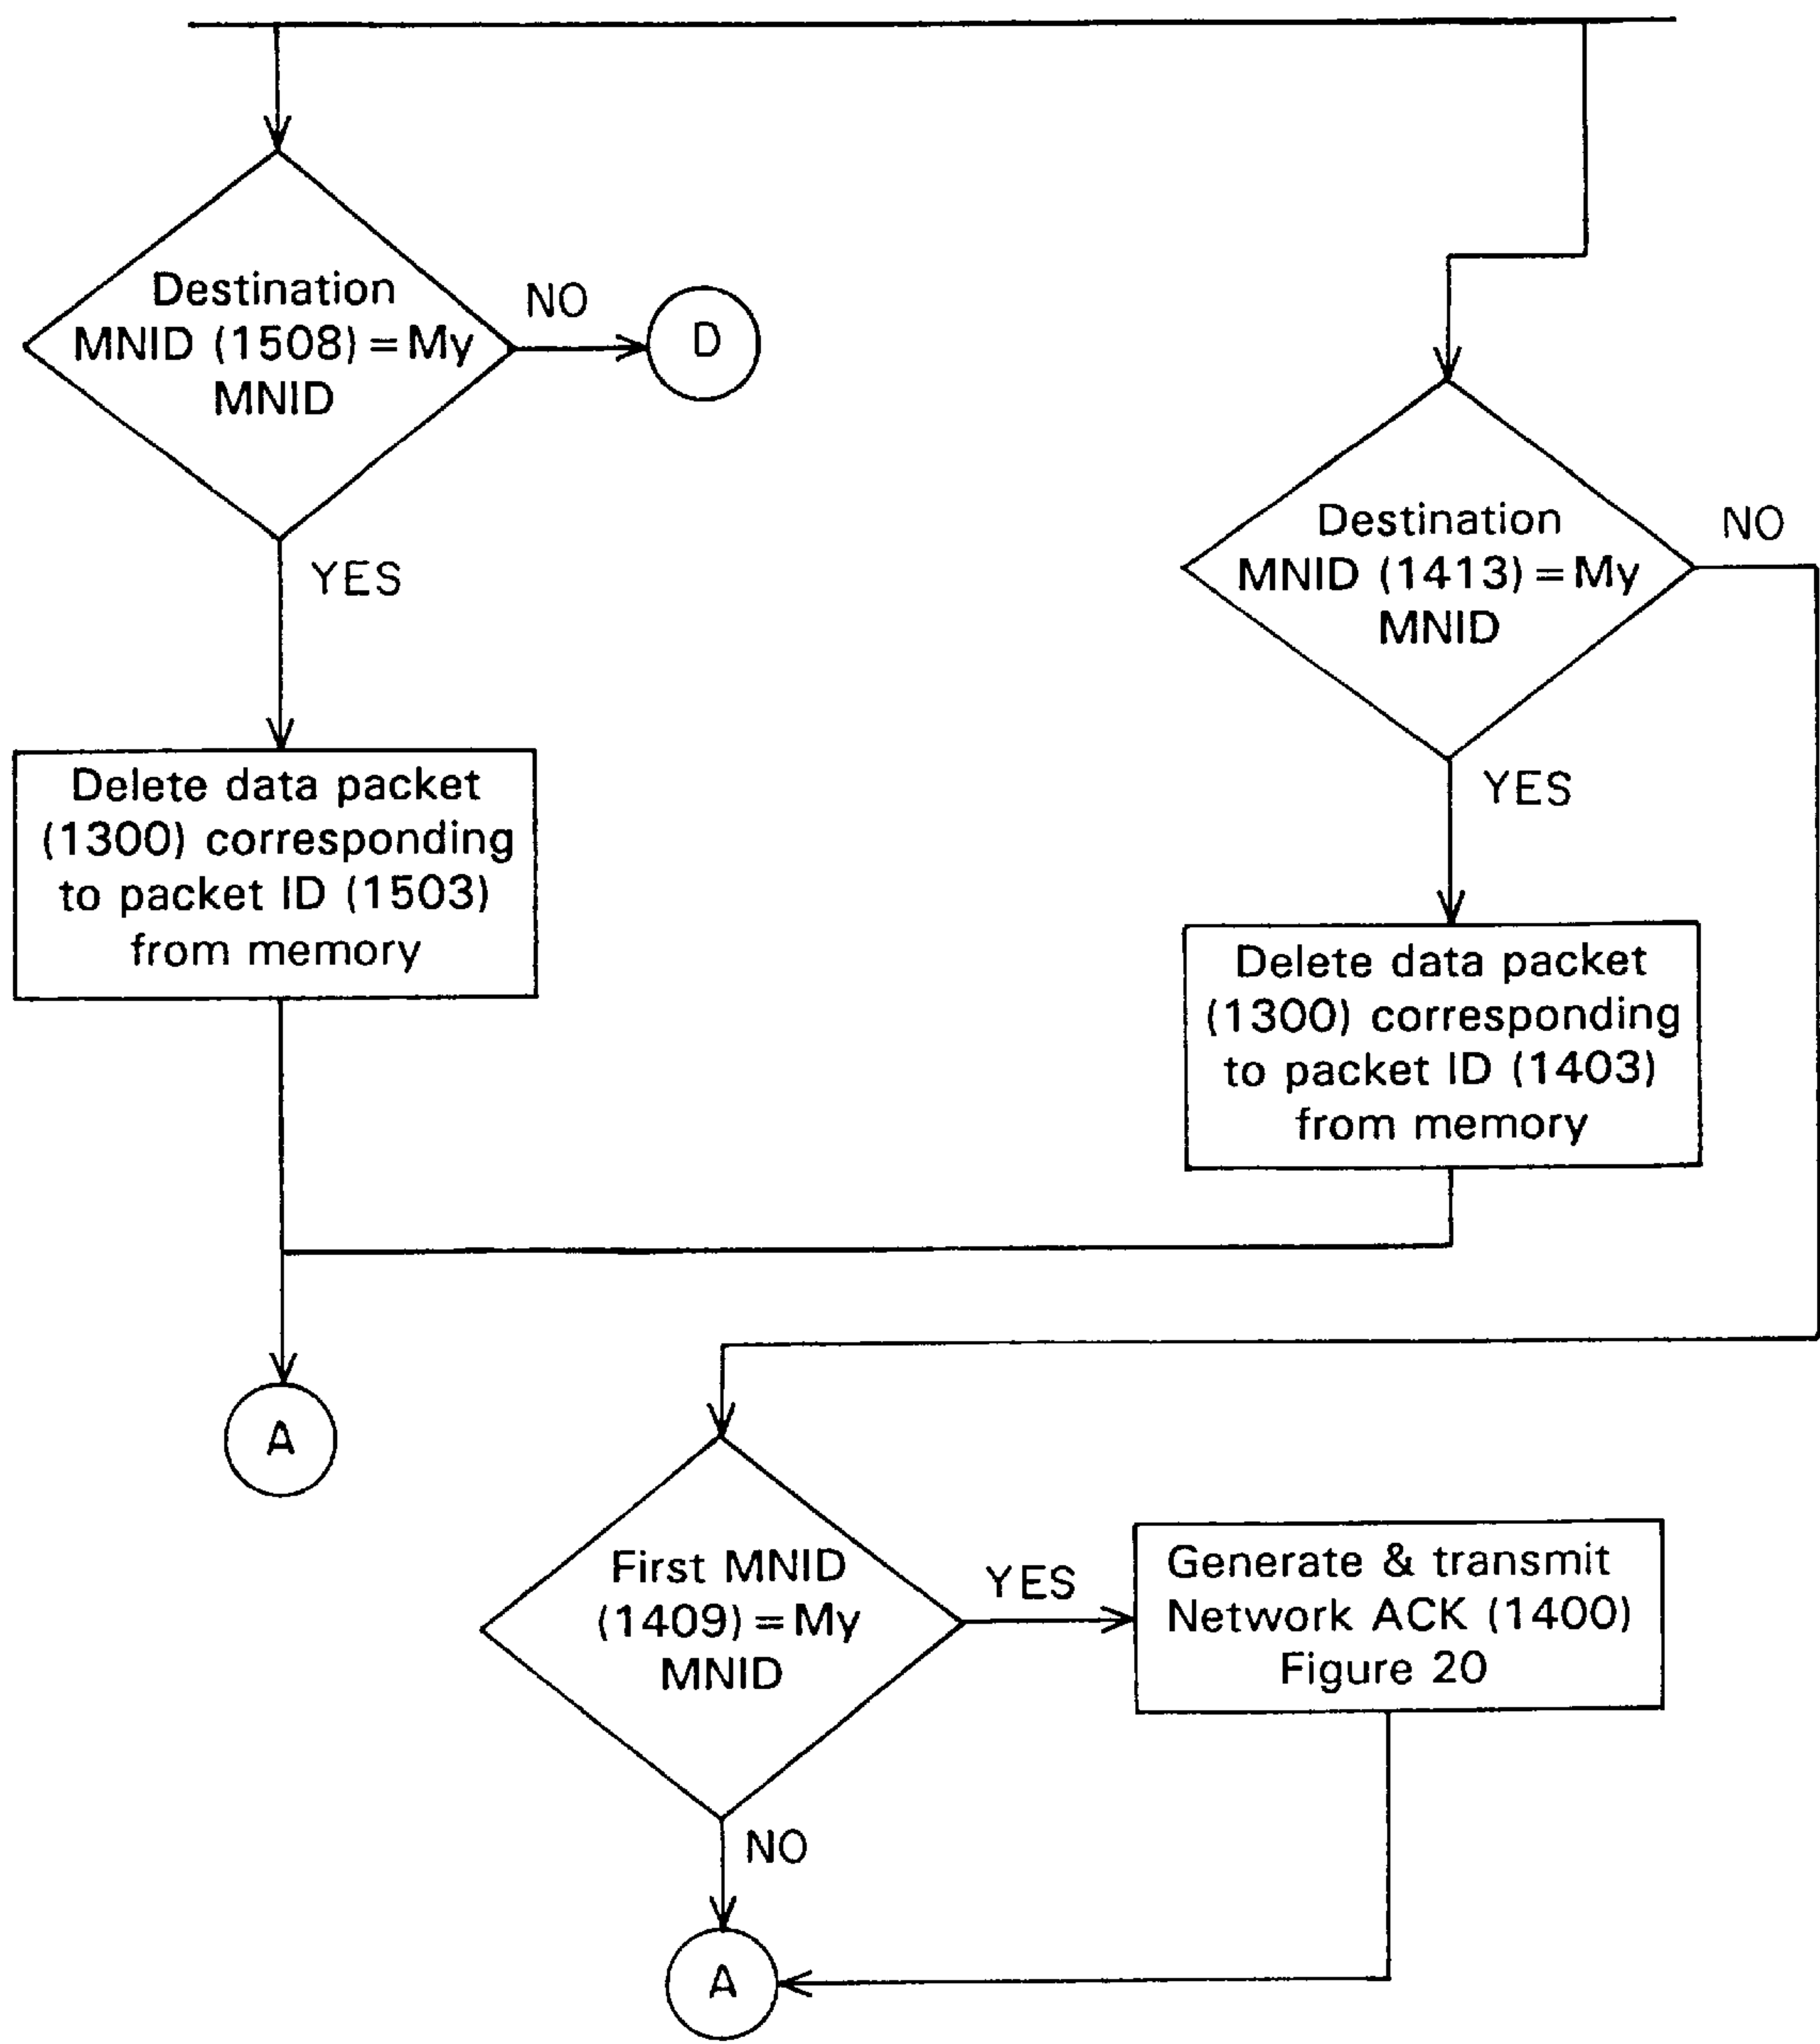 Destination
MNID (1508) = My
MNID
NO
D
YES
Delete data packet
(1300) corresponding
to packet ID (1503)
from memory
Destination
MNID (1413) = My
MNID
NO
YES
Delete data packet
(1300) corresponding
to packet ID (1403)
from memory
A
First MNID
(1409) = My
MNID
YES
Generate & transmit
Network ACK (1400)
Figure 20
NO
A